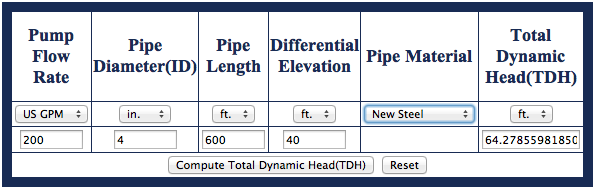 Pump Flow Rate
Pipe Diameter(ID)
Pipe Length
Differential Elevation
Pipe Material
Total Dynamic Head(TDH)
US GPM
in.
ft.
ft.
New Steel
ft.
200
4
600
40
64.27855981850
Compute Total Dynamic Head(TDH)
Reset